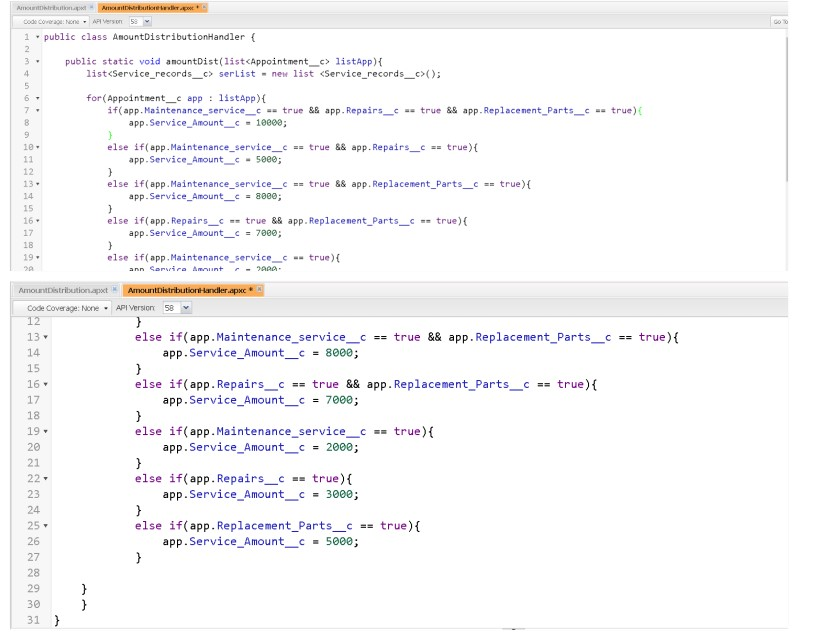 AmountDistribution.apxt AmountDistributionHandler.apxc *
Code Coverage: None API Version: 58 Go To
1 public class AmountDistributionHandler {
2
3 public static void amountDist(list<Appointment__c> listApp){
4 list<Service_records__c> serList = new list <Service_records__c>();
5
6 for(Appointment__c app : listApp){
7 if(app.Maintenance_service__c == true && app.Repairs__c == true && app.Replacement_Parts__c == true){
8 app.Service_Amount__c = 10000;
9 }
10 else if(app.Maintenance_service__c == true && app.Repairs__c == true){
11 app.Service_Amount__c = 5000;
12 }
13 else if(app.Maintenance_service__c == true && app.Replacement_Parts__c == true){
14 app.Service_Amount__c = 8000;
15 }
16 else if(app.Repairs__c == true && app.Replacement_Parts__c == true){
17 app.Service_Amount__c = 7000;
18 }
19 else if(app.Maintenance_service__c == true){
20 app.Service_Amount__c = 2000;
AmountDistribution.apxt AmountDistributionHandler.apxc *
Code Coverage: None API Version: 58
12 }
13 else if(app.Maintenance_service__c == true && app.Replacement_Parts__c == true){
14 app.Service_Amount__c = 8000;
15 }
16 else if(app.Repairs__c == true && app.Replacement_Parts__c == true){
17 app.Service_Amount__c = 7000;
18 }
19 else if(app.Maintenance_service__c == true){
20 app.Service_Amount__c = 2000;
21 }
22 else if(app.Repairs__c == true){
23 app.Service_Amount__c = 3000;
24 }
25 else if(app.Replacement_Parts__c == true){
26 app.Service_Amount__c = 5000;
27 }
28
29 }
30 }
31 }